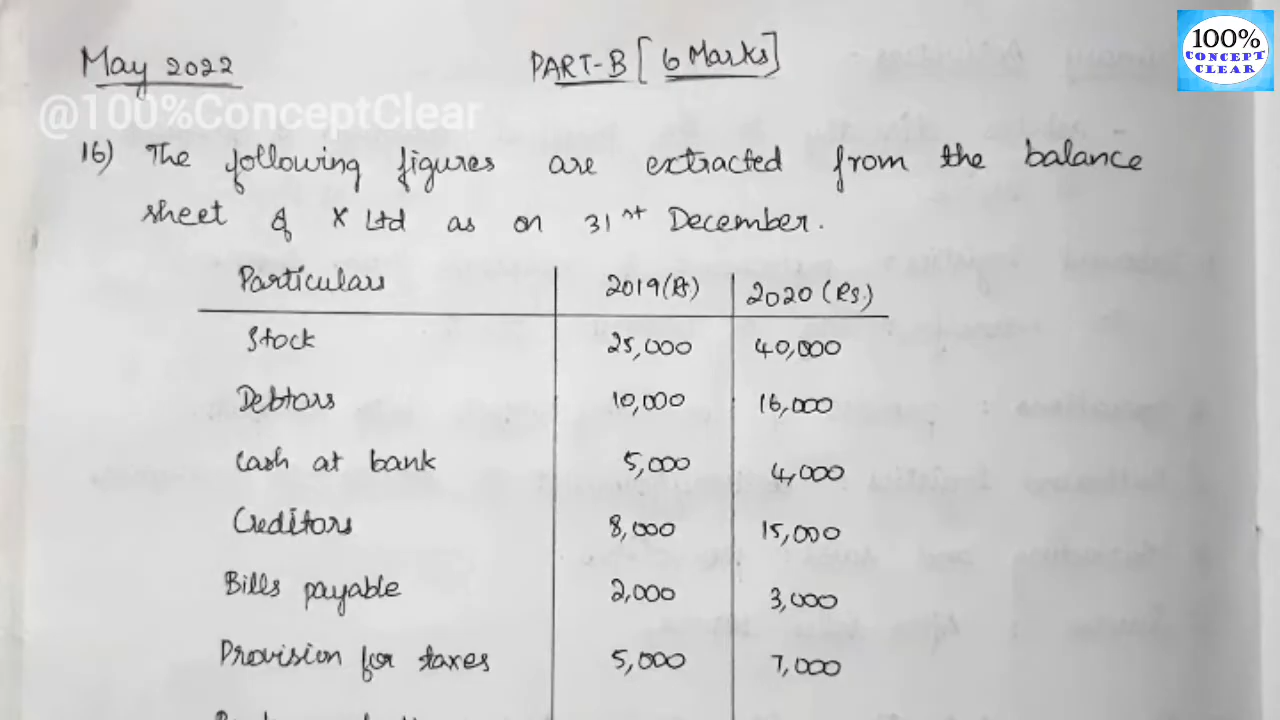 100%
CONCEPT
CLEAR
May 2022 PART-B [6 Marks]
@100%ConceptClear
16) The following figures are extracted from the balance
sheet of X Ltd as on 31st December.
Particulars 2019(Rs) 2020 (Rs.)
Stock 25,000 40,000
Debtors 10,000 16,000
Cash at bank 5,000 4,000
Creditors 8,000 15,000
Bills payable 2,000 3,000
Provision for taxes 5,000 7,000